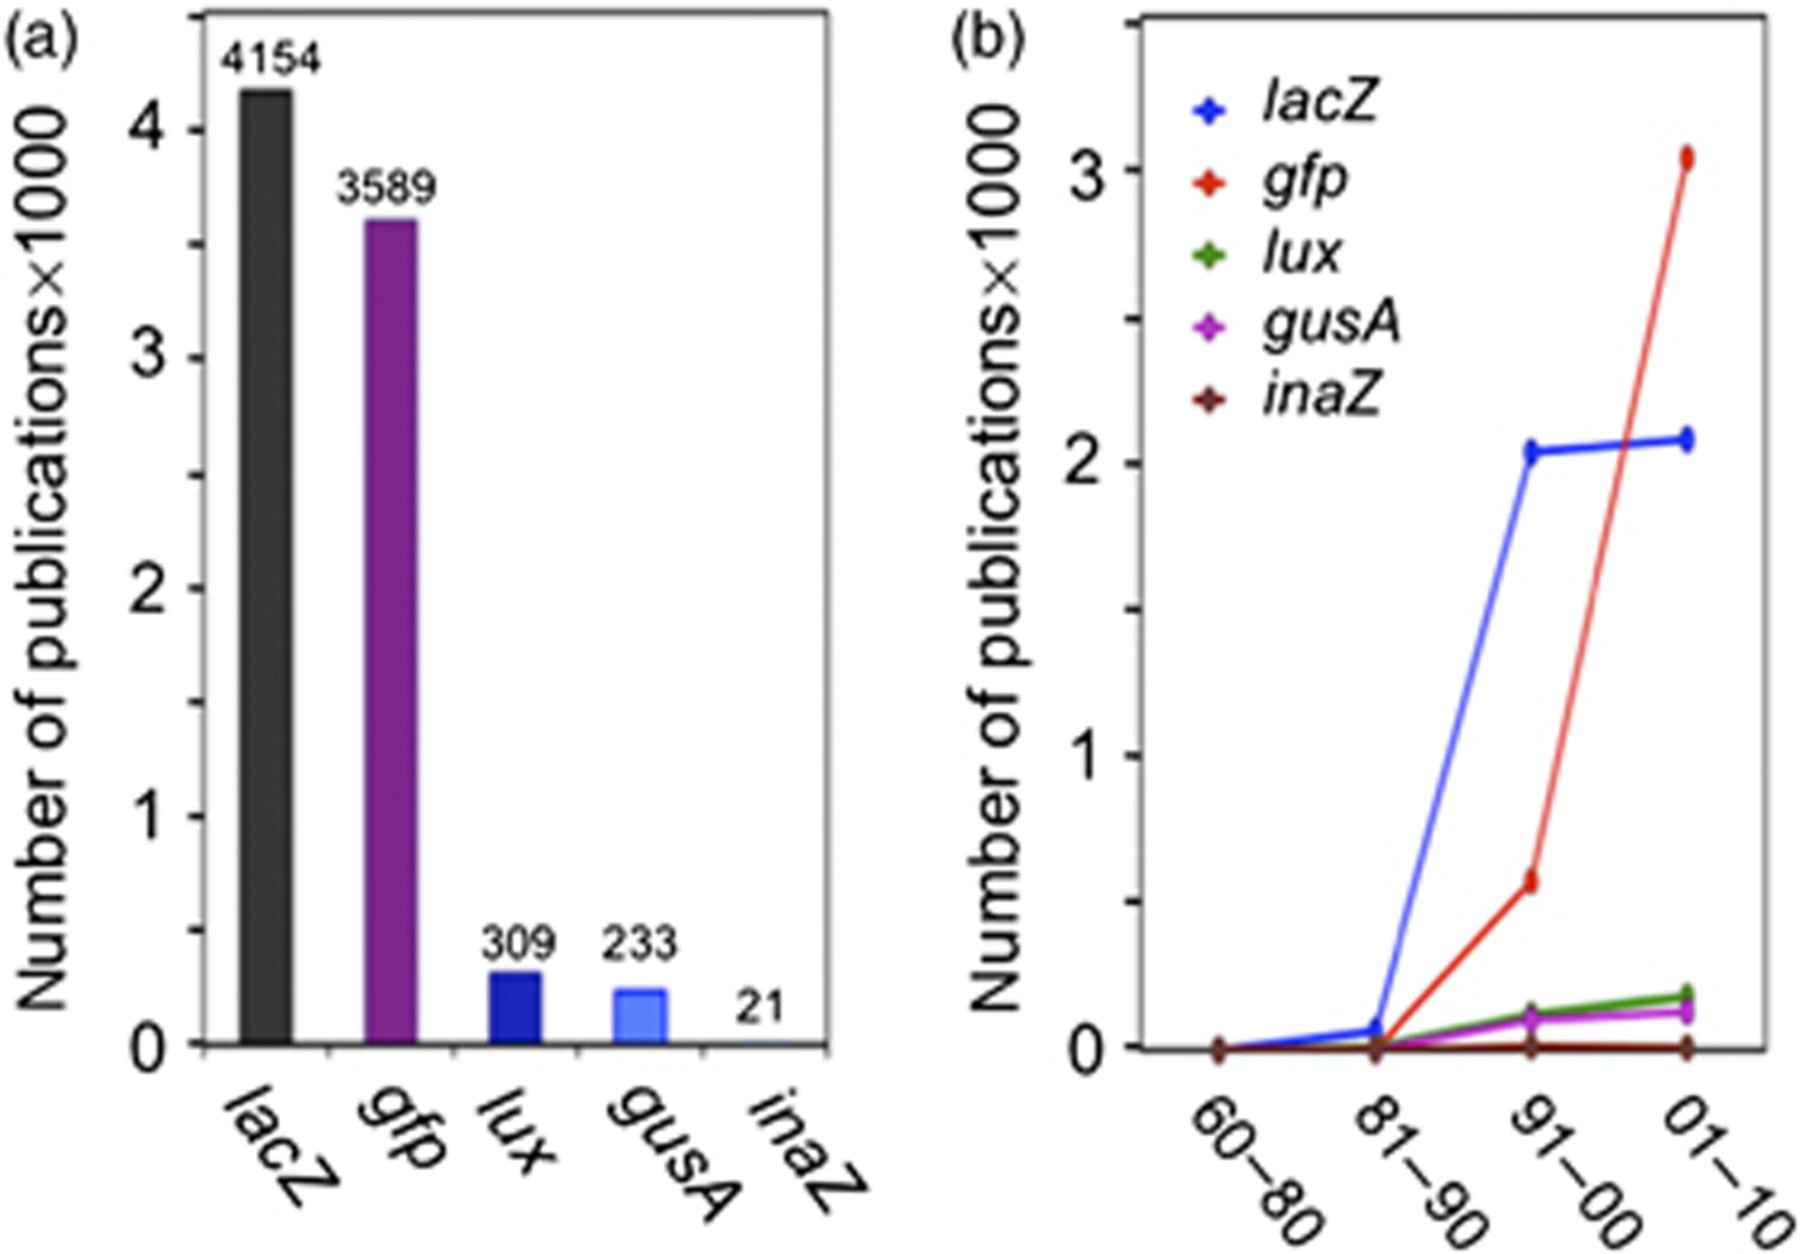 (a)
Number of publications×1000
4
3
2
1
0
4154
3589
309
233
21
lacZ
gfp
lux
gusA
inaZ
(b)
Number of publications×1000
3
2
1
0
lacZ
gfp
lux
gusA
inaZ
60–80
81–90
91–00
01–10